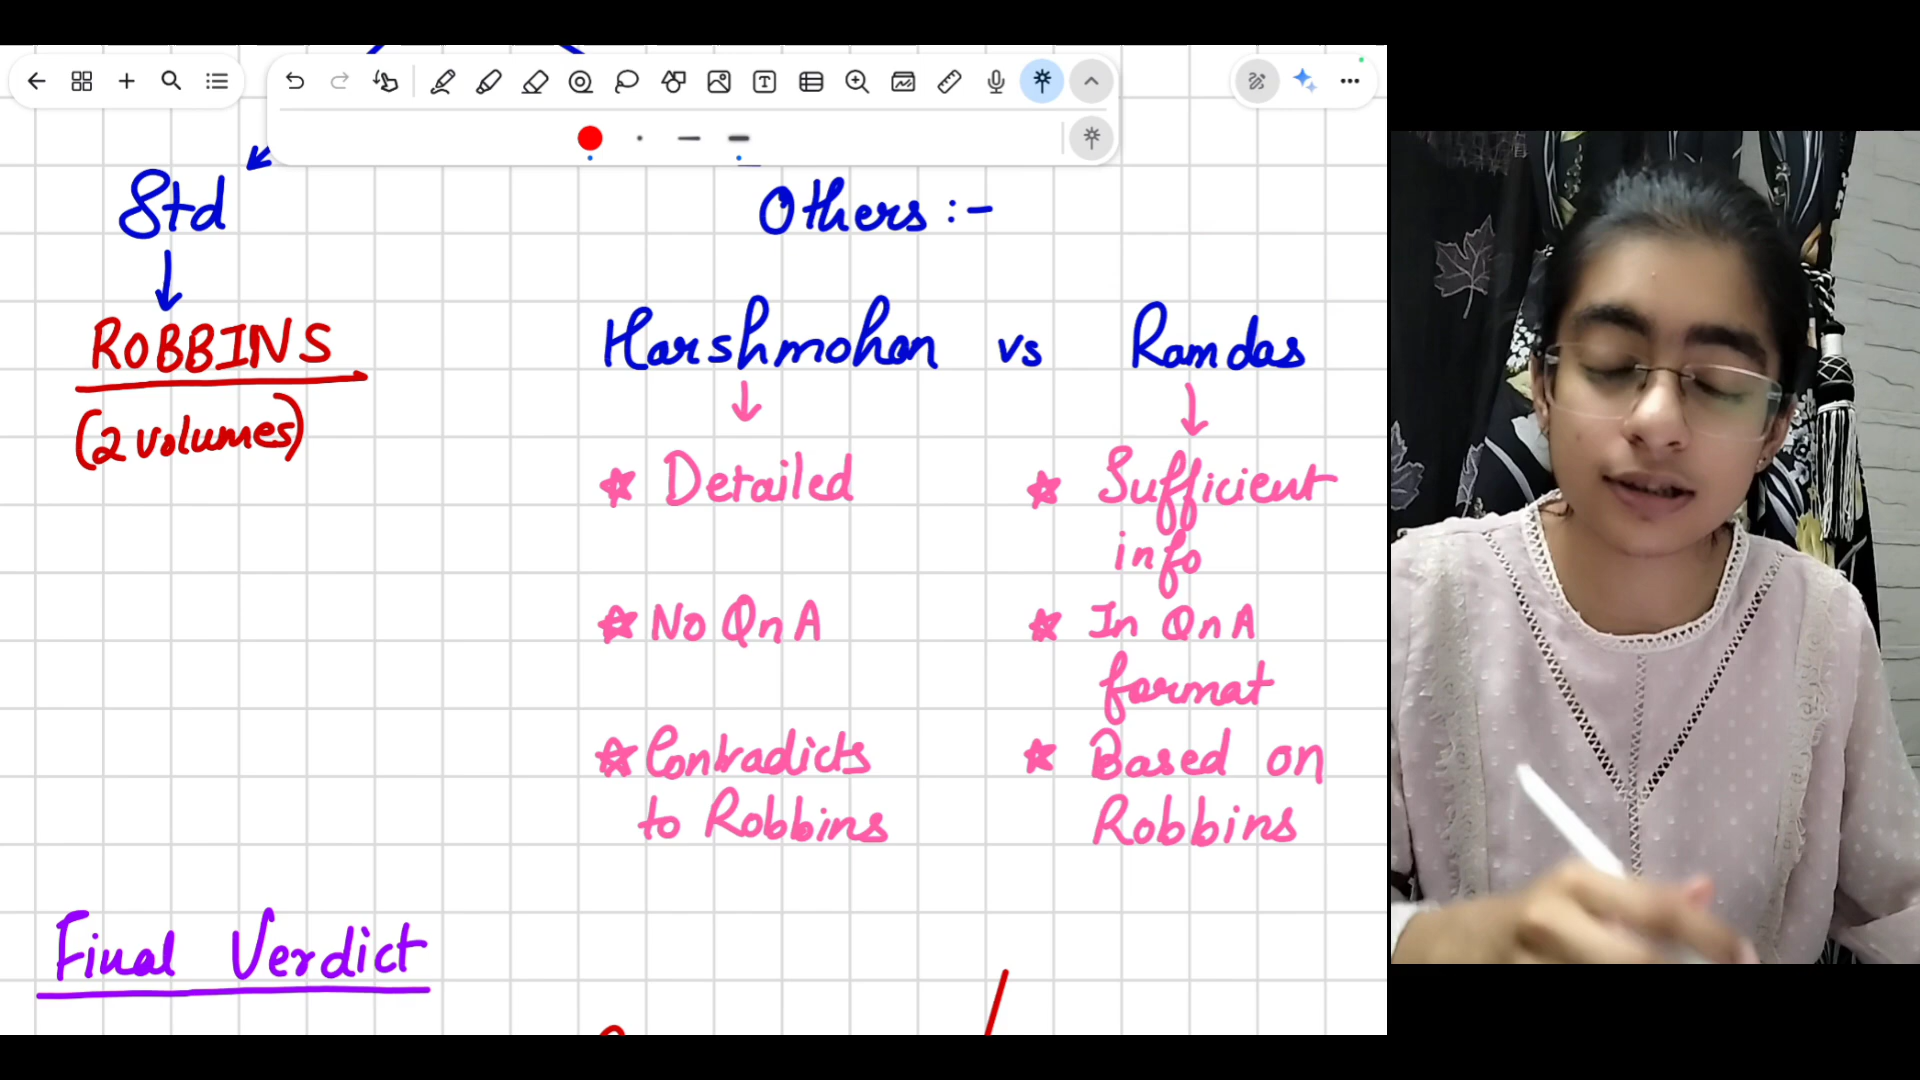 Std
Others :-
ROBBINS
(2 volumes)
Harshmohan vs Ramdas
Detailed
Sufficient
info
No QnA
In QnA
format
Contradicts
to Robbins
Based on
Robbins
Final Verdict